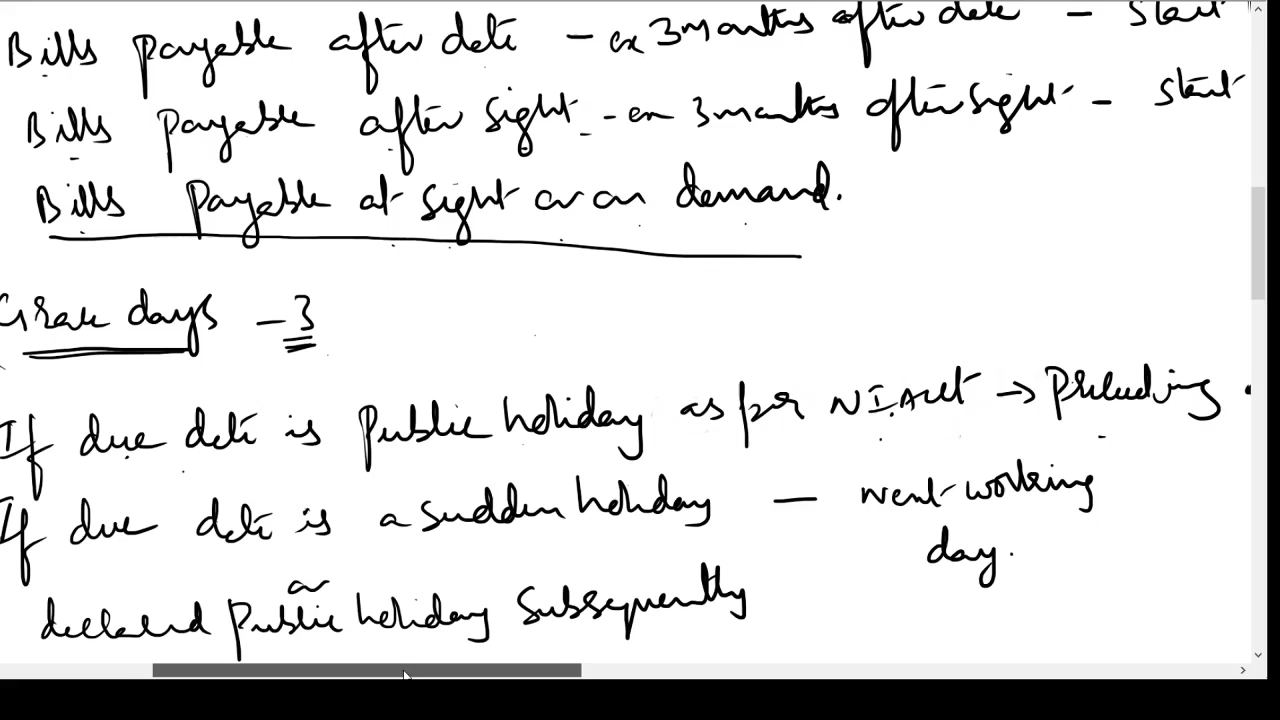 Bills payable after date - ex 3 months after date - start
Bills payable after sight - ex 3 months after sight - start
Bills payable at sight or on demand.
Grace days - 3
If due date is Public holiday as per N.I. Act → Preceding
If due date is a sudden holiday - next working
day.
or
declared Public holiday Subsequently